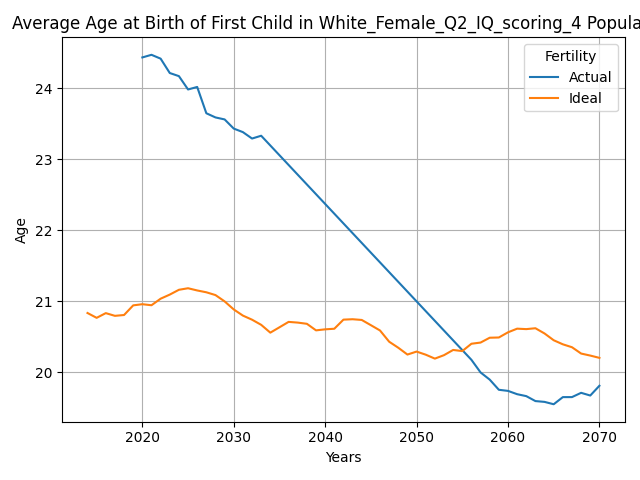 Average Age at Birth of First Child in White_Female_Q2_IQ_scoring_4 Popula
Fertility
Actual
Ideal
Age
24
23
22
21
20
2020 2030 2040 2050 2060 2070
Years